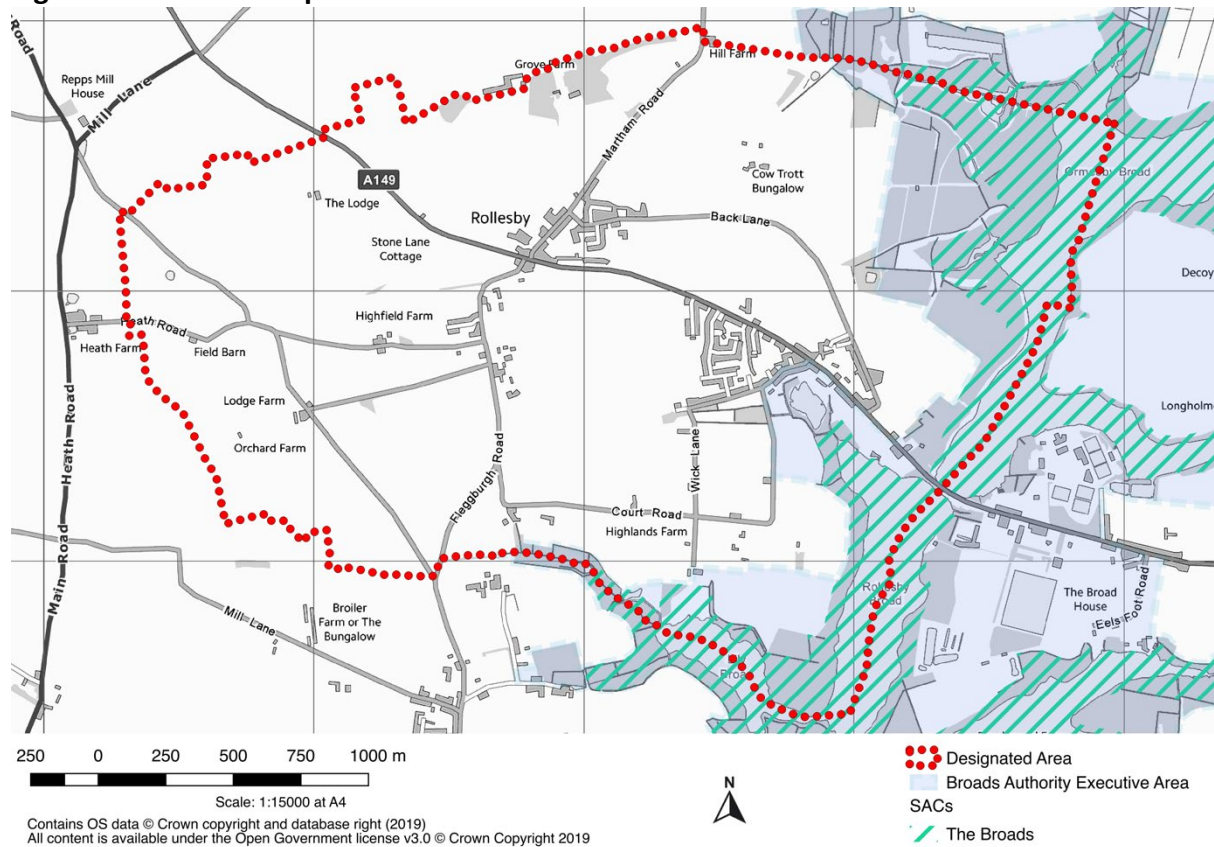 Road
Repps Mill
House
Mill Lane
Grove Farm
Hill Farm
Martham Road
A149
The Lodge
Rollesby
Cow Trott
Bungalow
Back Lane
Ormesby Broad
Stone Lane
Cottage
Decoy
Highfield Farm
Heath Road
Heath Farm
Field Barn
Lodge Farm
Longholm
Orchard Farm
Main Road
Heath Road
Fleggburgh Road
Wick Lane
Court Road
Highlands Farm
Rollesby
Broad
The Broad
House
Eels Foot Road
Broiler
Farm or The
Bungalow
Mill Lane
Broad
250 0 250 500 750 1000 m
Scale: 1:15000 at A4
Contains OS data © Crown copyright and database right (2019)
All content is available under the Open Government license v3.0 © Crown Copyright 2019
N
Designated Area
Broads Authority Executive Area
SACs
The Broads